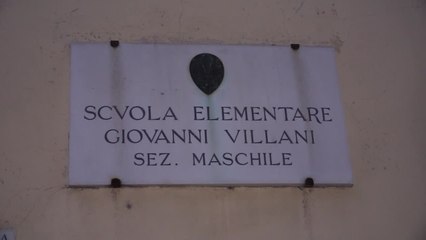 SCVOLA ELEMENTARE
GIOVANNI VILLANI
SEZ. MASCHILE
A